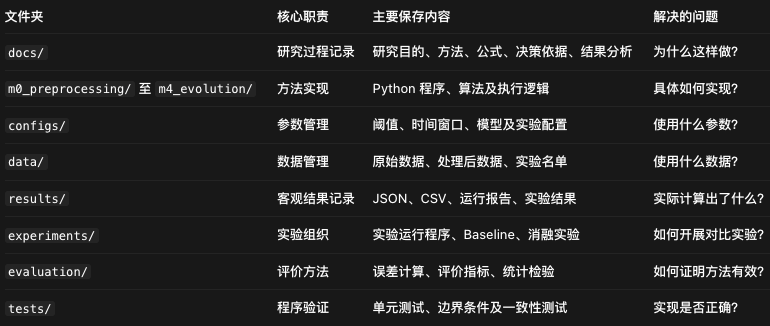 文件夹 核心职责 主要保存内容 解决的问题
docs/ 研究过程记录 研究目的、方法、公式、决策依据、结果分析 为什么这样做?
m0_preprocessing/ 至 m4_evolution/ 方法实现 Python 程序、算法及执行逻辑 具体如何实现?
configs/ 参数管理 阈值、时间窗口、模型及实验配置 使用什么参数?
data/ 数据管理 原始数据、处理后数据、实验名单 使用什么数据?
results/ 客观结果记录 JSON、CSV、运行报告、实验结果 实际计算出了什么?
experiments/ 实验组织 实验运行程序、Baseline、消融实验 如何开展对比实验?
evaluation/ 评价方法 误差计算、评价指标、统计检验 如何证明方法有效?
tests/ 程序验证 单元测试、边界条件及一致性测试 实现是否正确?